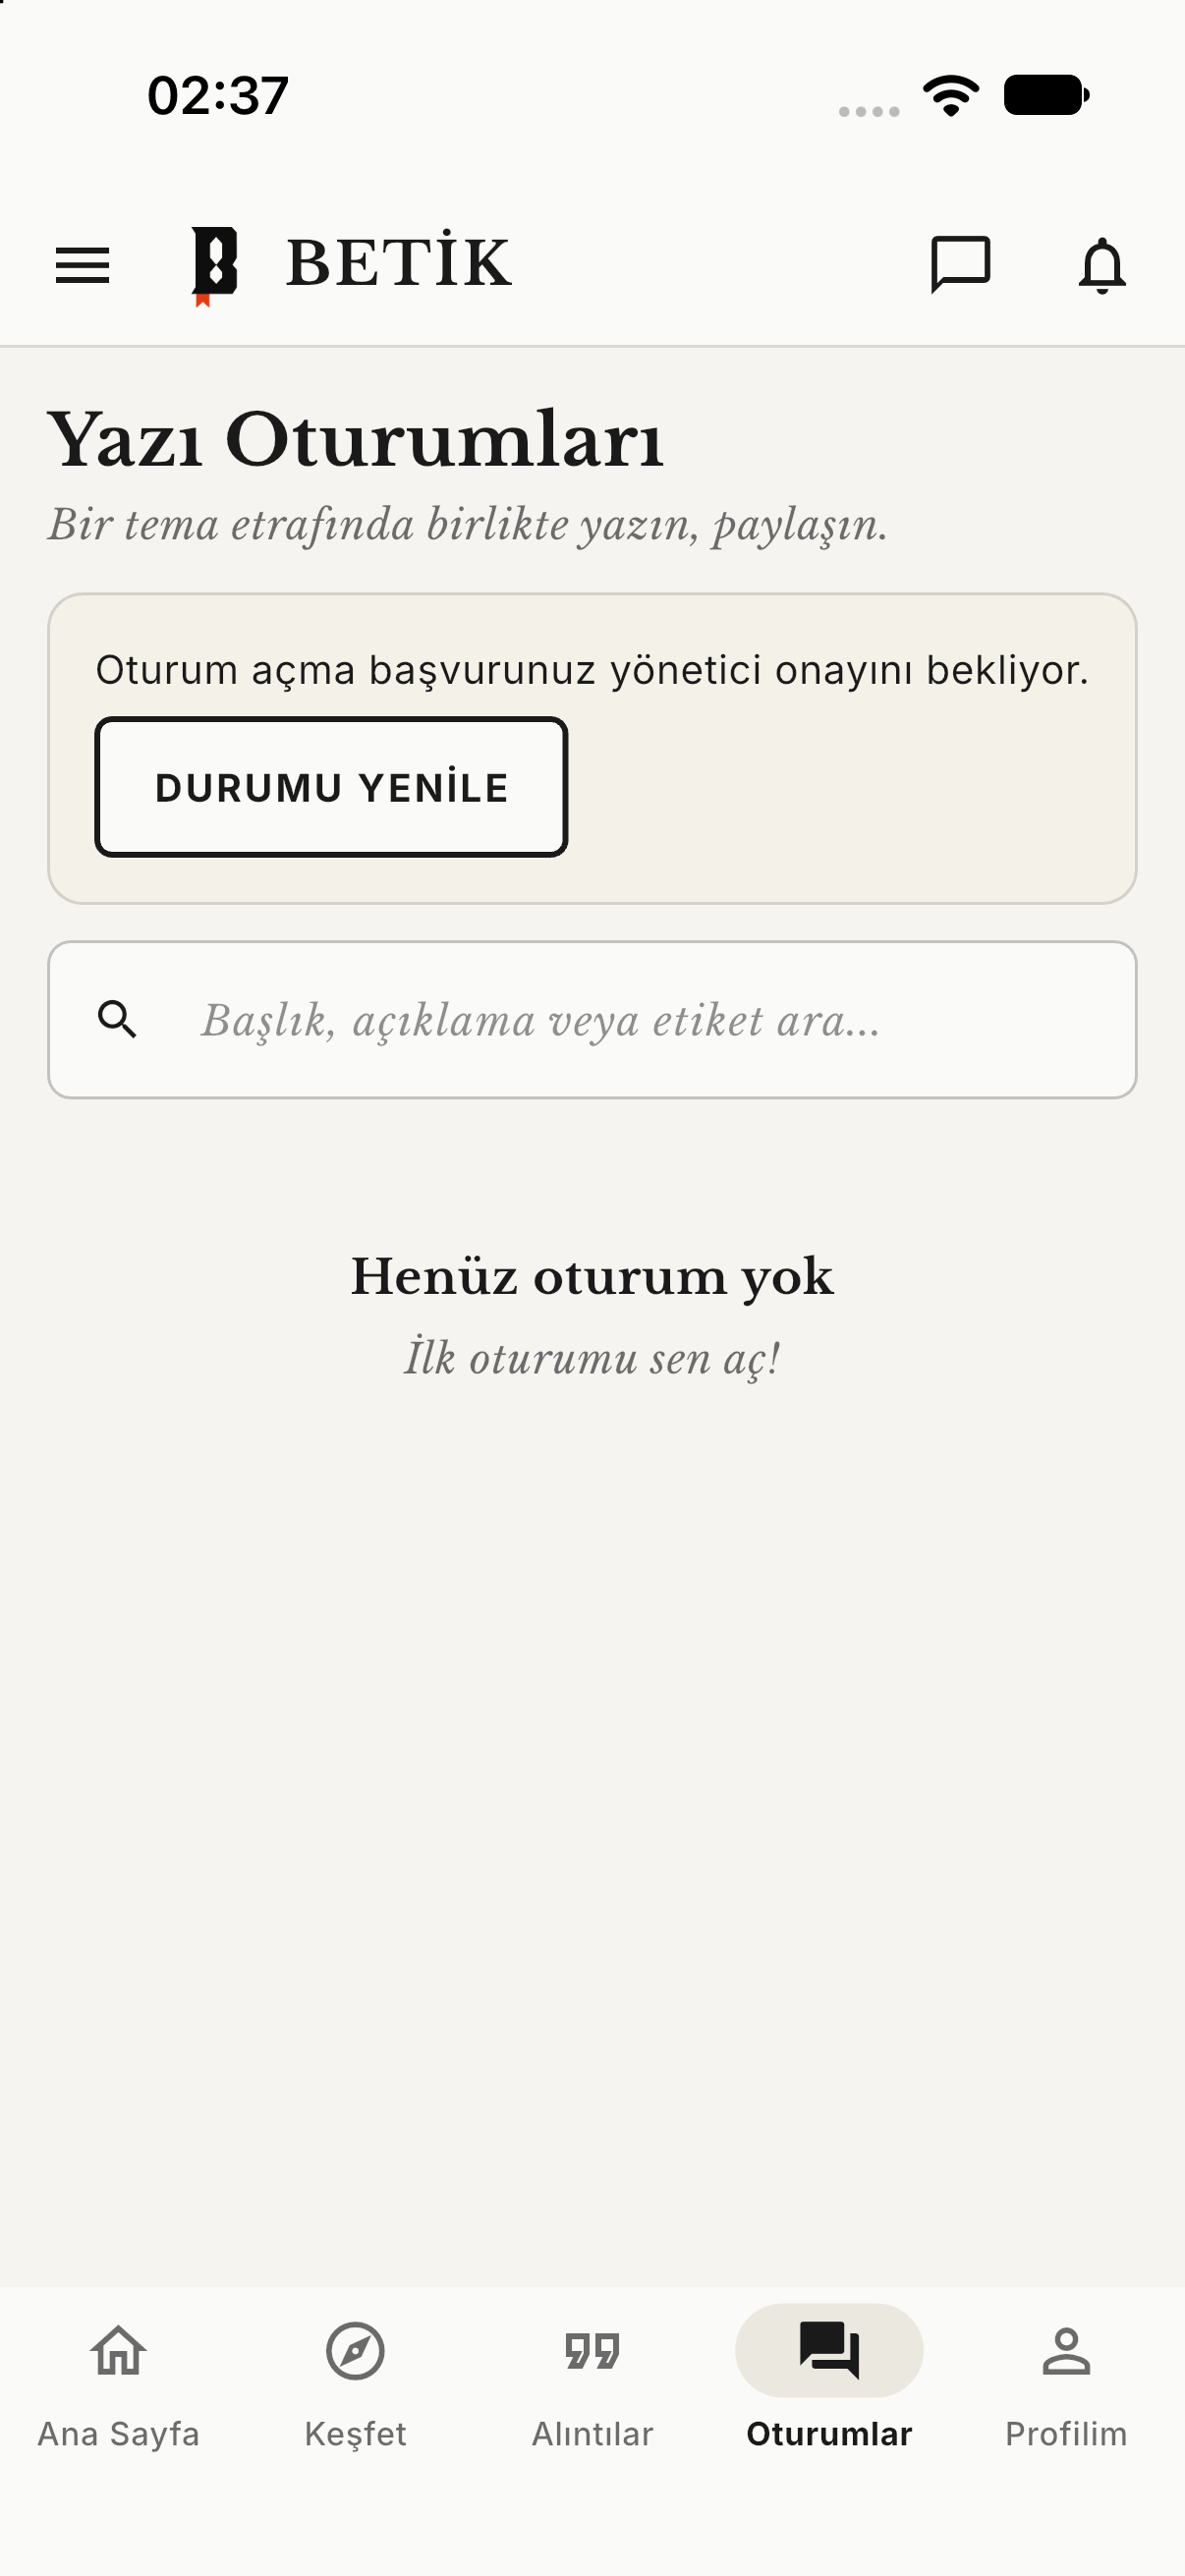 02:37
BETİK
Yazı Oturumları
Bir tema etrafında birlikte yazın, paylaşın.
Oturum açma başvurunuz yönetici onayını bekliyor.
DURUMU YENİLE
Başlık, açıklama veya etiket ara...
Henüz oturum yok
İlk oturumu sen aç!
Ana Sayfa Keşfet Alıntılar Oturumlar Profilim